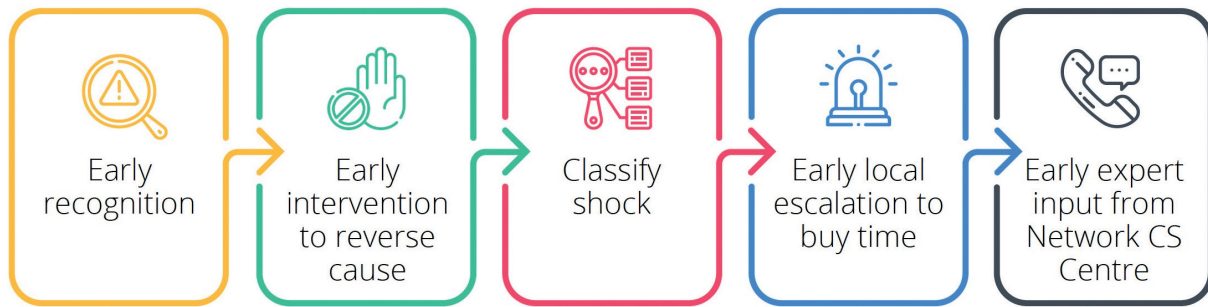 Early
recognition
Early
intervention
to reverse
cause
Classify
shock
Early local
escalation to
buy time
Early expert
input from
Network CS
Centre